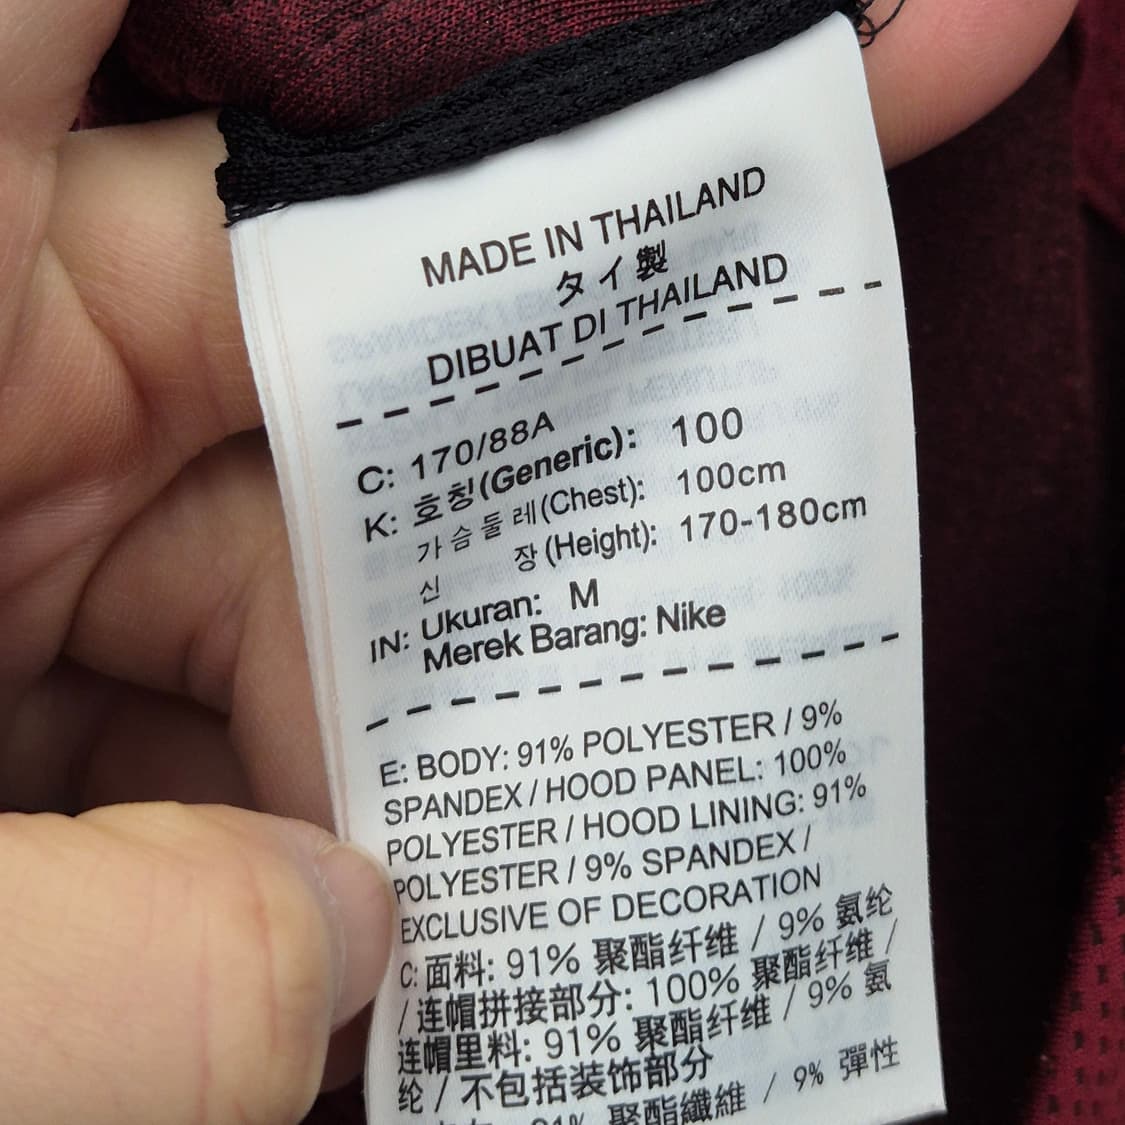 MADE IN THAILAND
タイ製
DIBUAT DI THAILAND
C: 170/88A
K: 호칭(Generic): 100
가슴둘레(Chest): 100cm
신 장(Height): 170-180cm
IN: Ukuran: M
Merek Barang: Nike
E: BODY: 91% POLYESTER / 9%
SPANDEX / HOOD PANEL: 100%
POLYESTER / HOOD LINING: 91%
POLYESTER / 9% SPANDEX /
EXCLUSIVE OF DECORATION
C: 面料: 91% 聚酯纤维 / 9% 氨纶
/ 连帽拼接部分: 100% 聚酯纤维 /
连帽里料: 91% 聚酯纤维 / 9% 氨
纶 / 不包括装饰部分
91% 聚酯纖維 / 9% 彈性